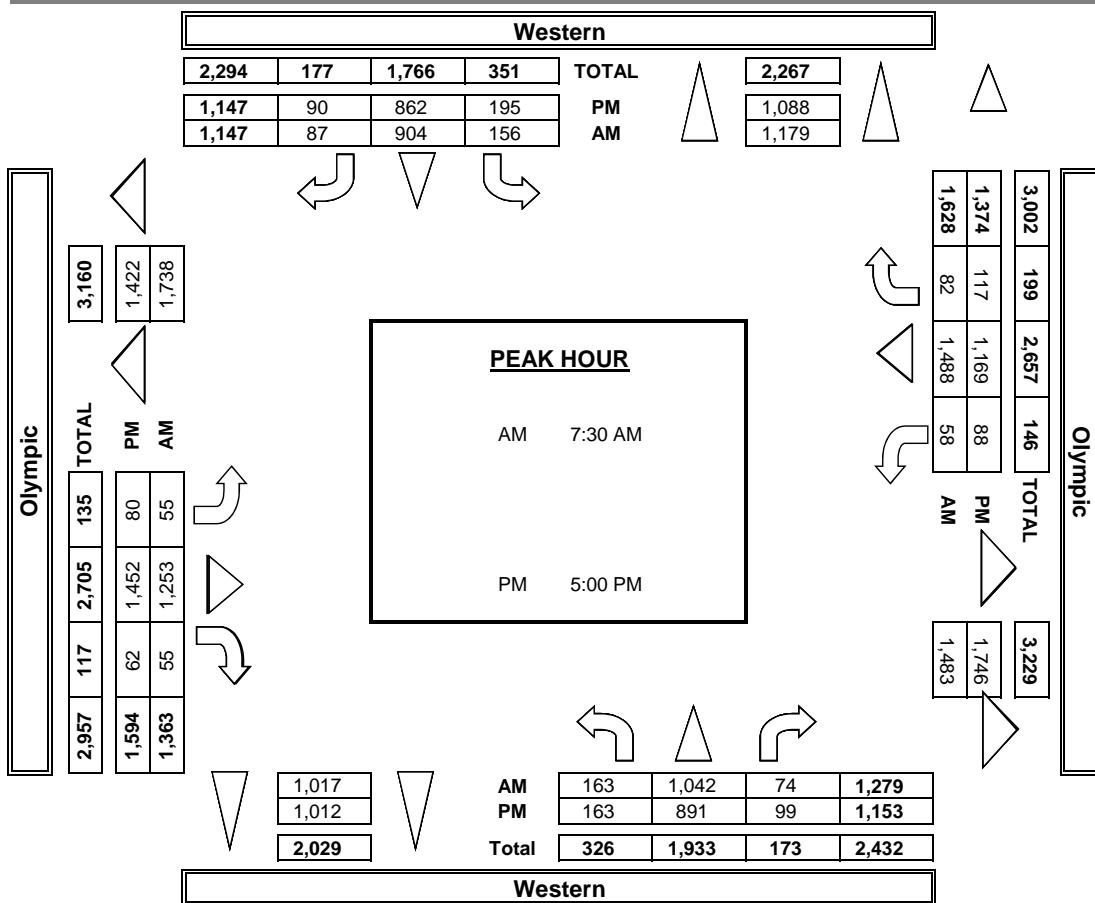 Western
2,294 177 1,766 351 TOTAL 2,267
1,147 90 862 195 PM 1,088
1,147 87 904 156 AM 1,179
Olympic
3,160
1,422
1,738
TOTAL
PM
AM
135 2,705 117 2,957
80 1,452 62 1,594
55 1,253 55 1,363
PEAK HOUR
AM 7:30 AM
PM 5:00 PM
3,002 199 2,657 146 TOTAL
1,374 117 1,169 88 PM
1,628 82 1,488 58 AM
3,229
1,746
1,483
Olympic
1,017 AM 163 1,042 74 1,279
1,012 PM 163 891 99 1,153
2,029 Total 326 1,933 173 2,432
Western